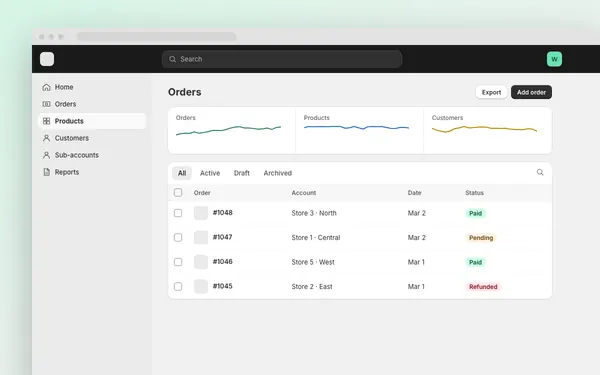 Search
W
Home
Orders
Products
Customers
Sub-accounts
Reports
Orders
Export
Add order
Orders
Products
Customers
All Active Draft Archived
Order Account Date Status
#1048 Store 3 · North Mar 2 Paid
#1047 Store 1 · Central Mar 2 Pending
#1046 Store 5 · West Mar 1 Paid
#1045 Store 2 · East Mar 1 Refunded